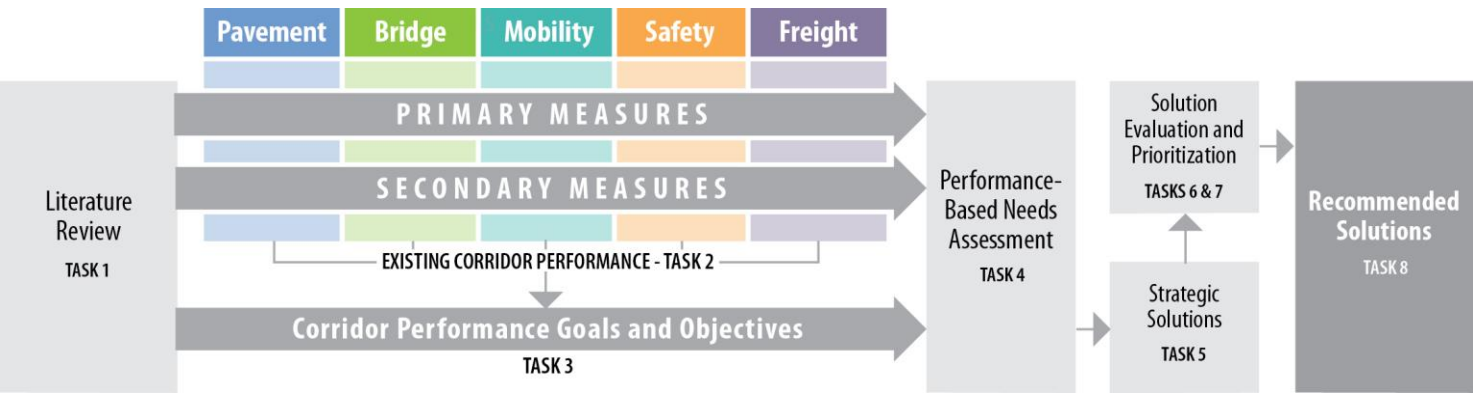 Pavement
Bridge
Mobility
Safety
Freight
PRIMARY MEASURES
SECONDARY MEASURES
EXISTING CORRIDOR PERFORMANCE - TASK 2
Corridor Performance Goals and Objectives
TASK 3
Literature
Review
TASK 1
Performance-
Based Needs
Assessment
TASK 4
Solution
Evaluation and
Prioritization
TASKS 6 & 7
Strategic
Solutions
TASK 5
Recommended
Solutions
TASK 8